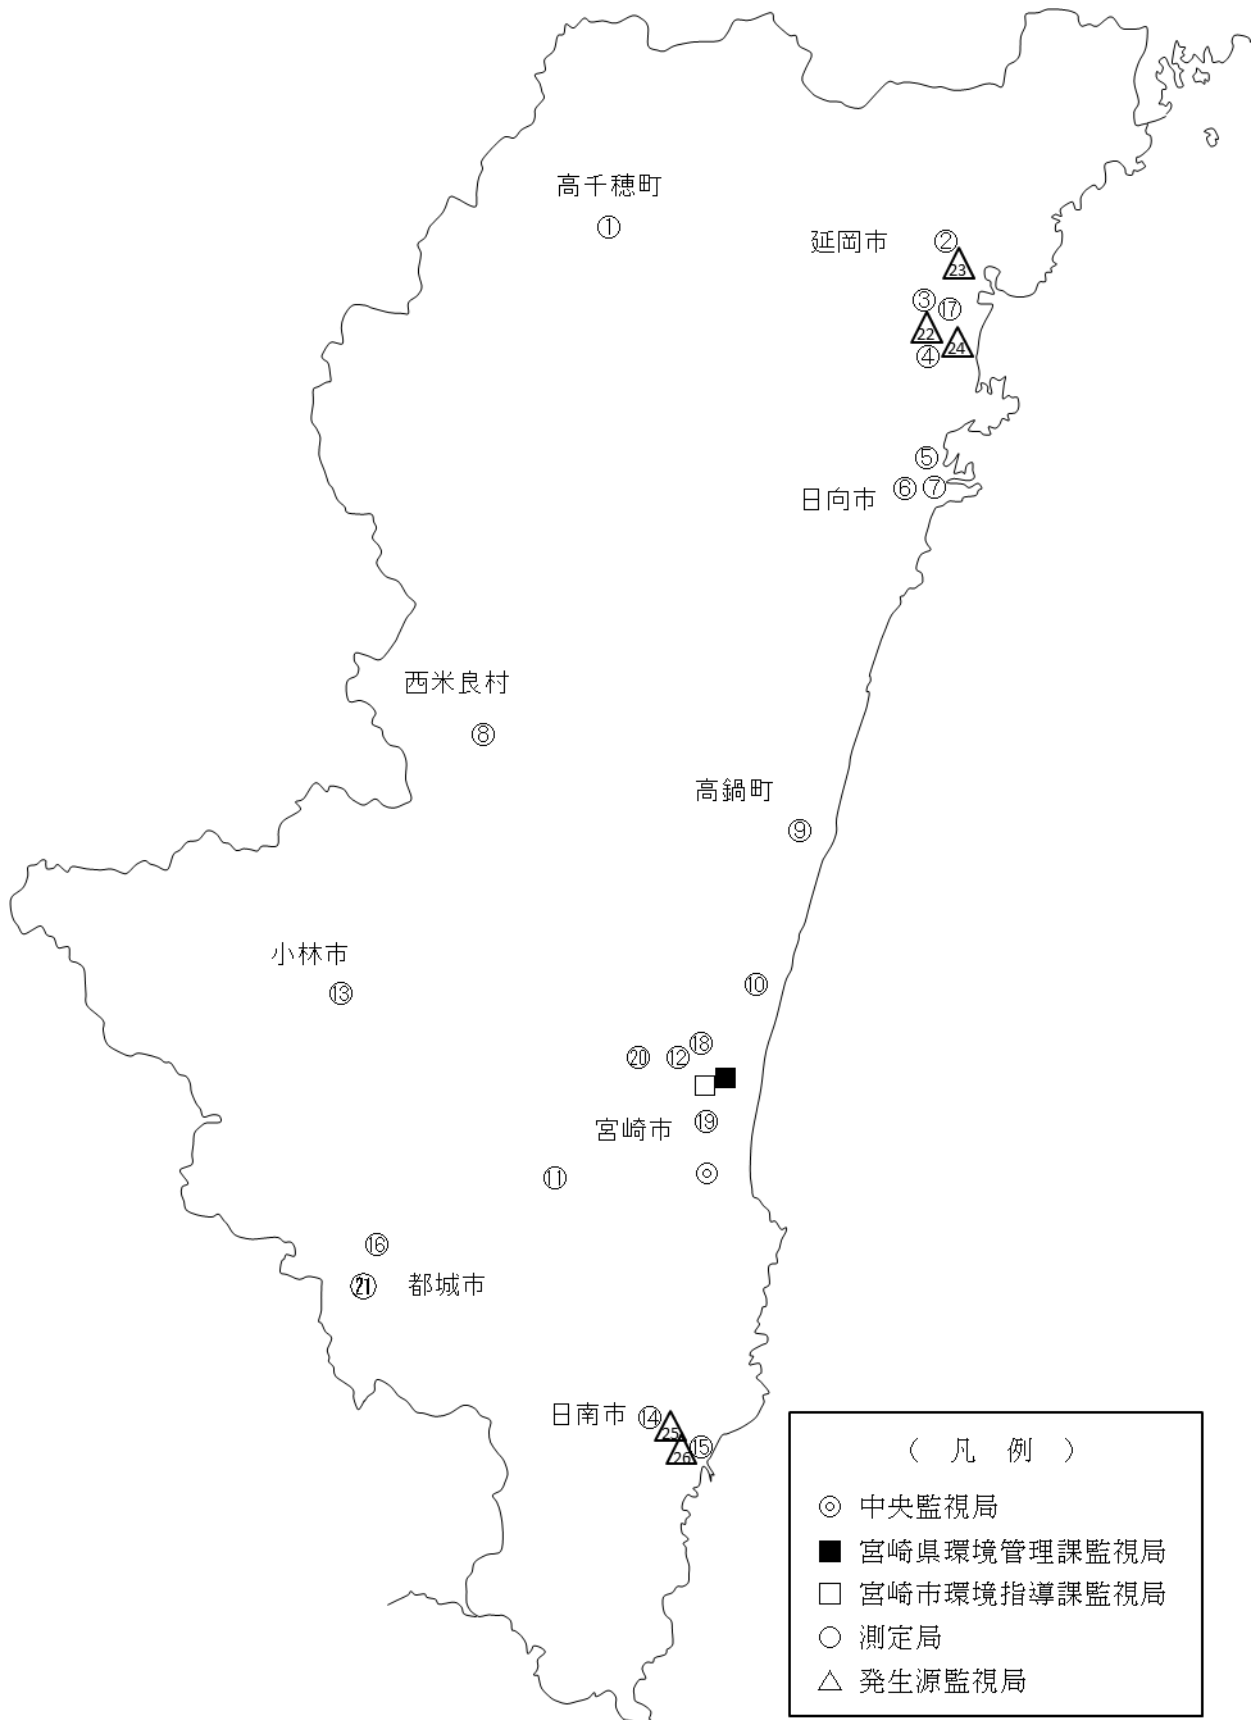 高千穂町
①
延岡市
②
23
③
⑰
22
24
④
⑤
⑥
⑦
日向市
西米良村
⑧
高鍋町
⑨
小林市
⑬
⑩
⑱
⑳
⑫
⑲
宮崎市
⑪
⑯
㉑
都城市
日南市
⑭
25
⑮
26
（凡例）
◎ 中央監視局
■ 宮崎県環境管理課監視局
□ 宮崎市環境指導課監視局
○ 測定局
△ 発生源監視局